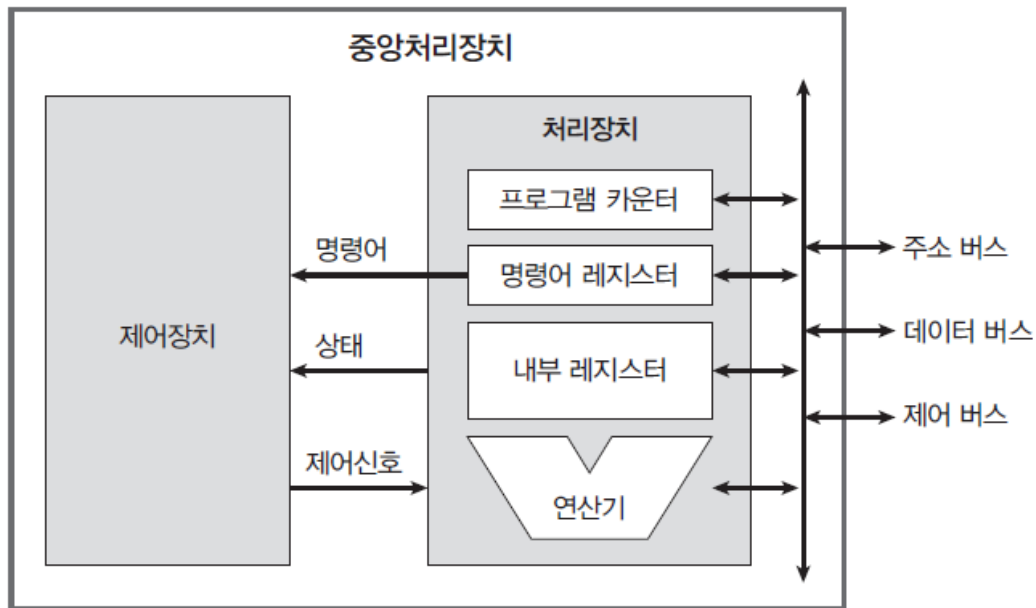 중앙처리장치
처리장치
프로그램 카운터
명령어
명령어 레지스터
주소 버스
제어장치
상태
내부 레지스터
데이터 버스
제어 버스
제어신호
연산기